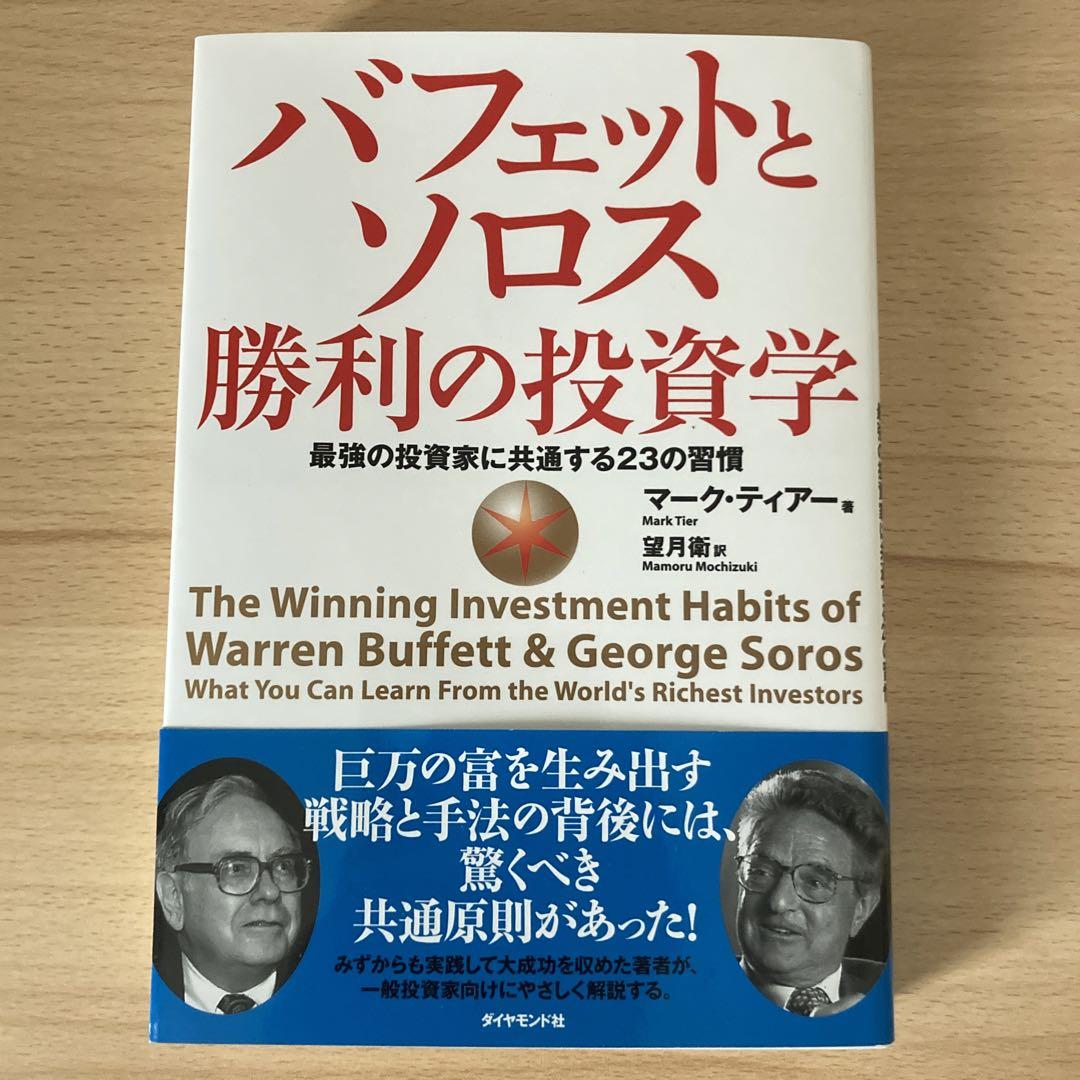 バフェットと
ソロス
勝利の投資学
最強の投資家に共通する23の習慣
マーク・ティアー 著
Mark Tier
望月衛 訳
Mamoru Mochizuki
The Winning Investment Habits of
Warren Buffett & George Soros
What You Can Learn From the World's Richest Investors
巨万の富を生み出す
戦略と手法の背後には、
驚くべき
共通原則があった!
みずからも実践して大成功を収めた著者が、
一般投資家向けにやさしく解説する。
ダイヤモンド社